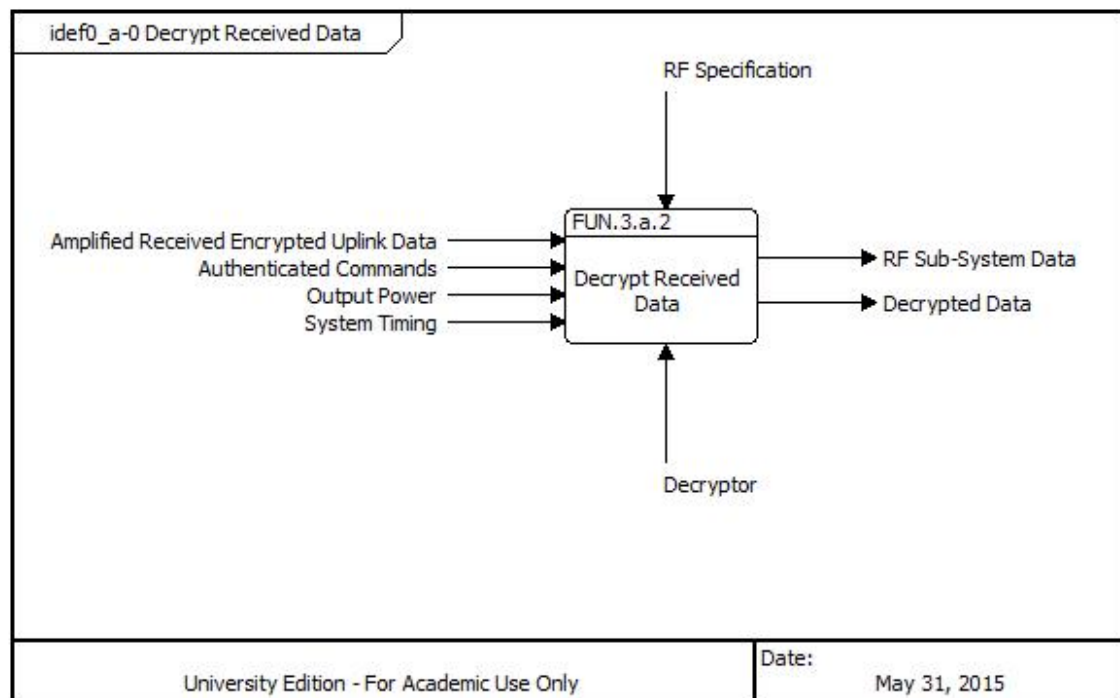 idef0_a-0 Decrypt Received Data
RF Specification
FUN.3.a.2
Amplified Received Encrypted Uplink Data
Authenticated Commands
Output Power
System Timing
Decrypt Received
Data
RF Sub-System Data
Decrypted Data
Decryptor
University Edition - For Academic Use Only
Date:
May 31, 2015